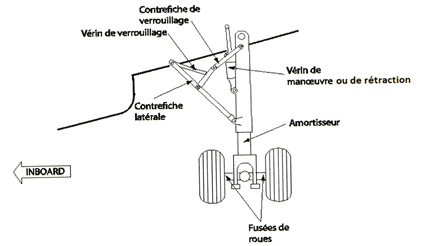 Contrefiche de
verrouillage
Vérin de verrouillage
Vérin de
manœuvre ou de rétraction
Contrefiche
latérale
Amortisseur
INBOARD
Fusées de
roues